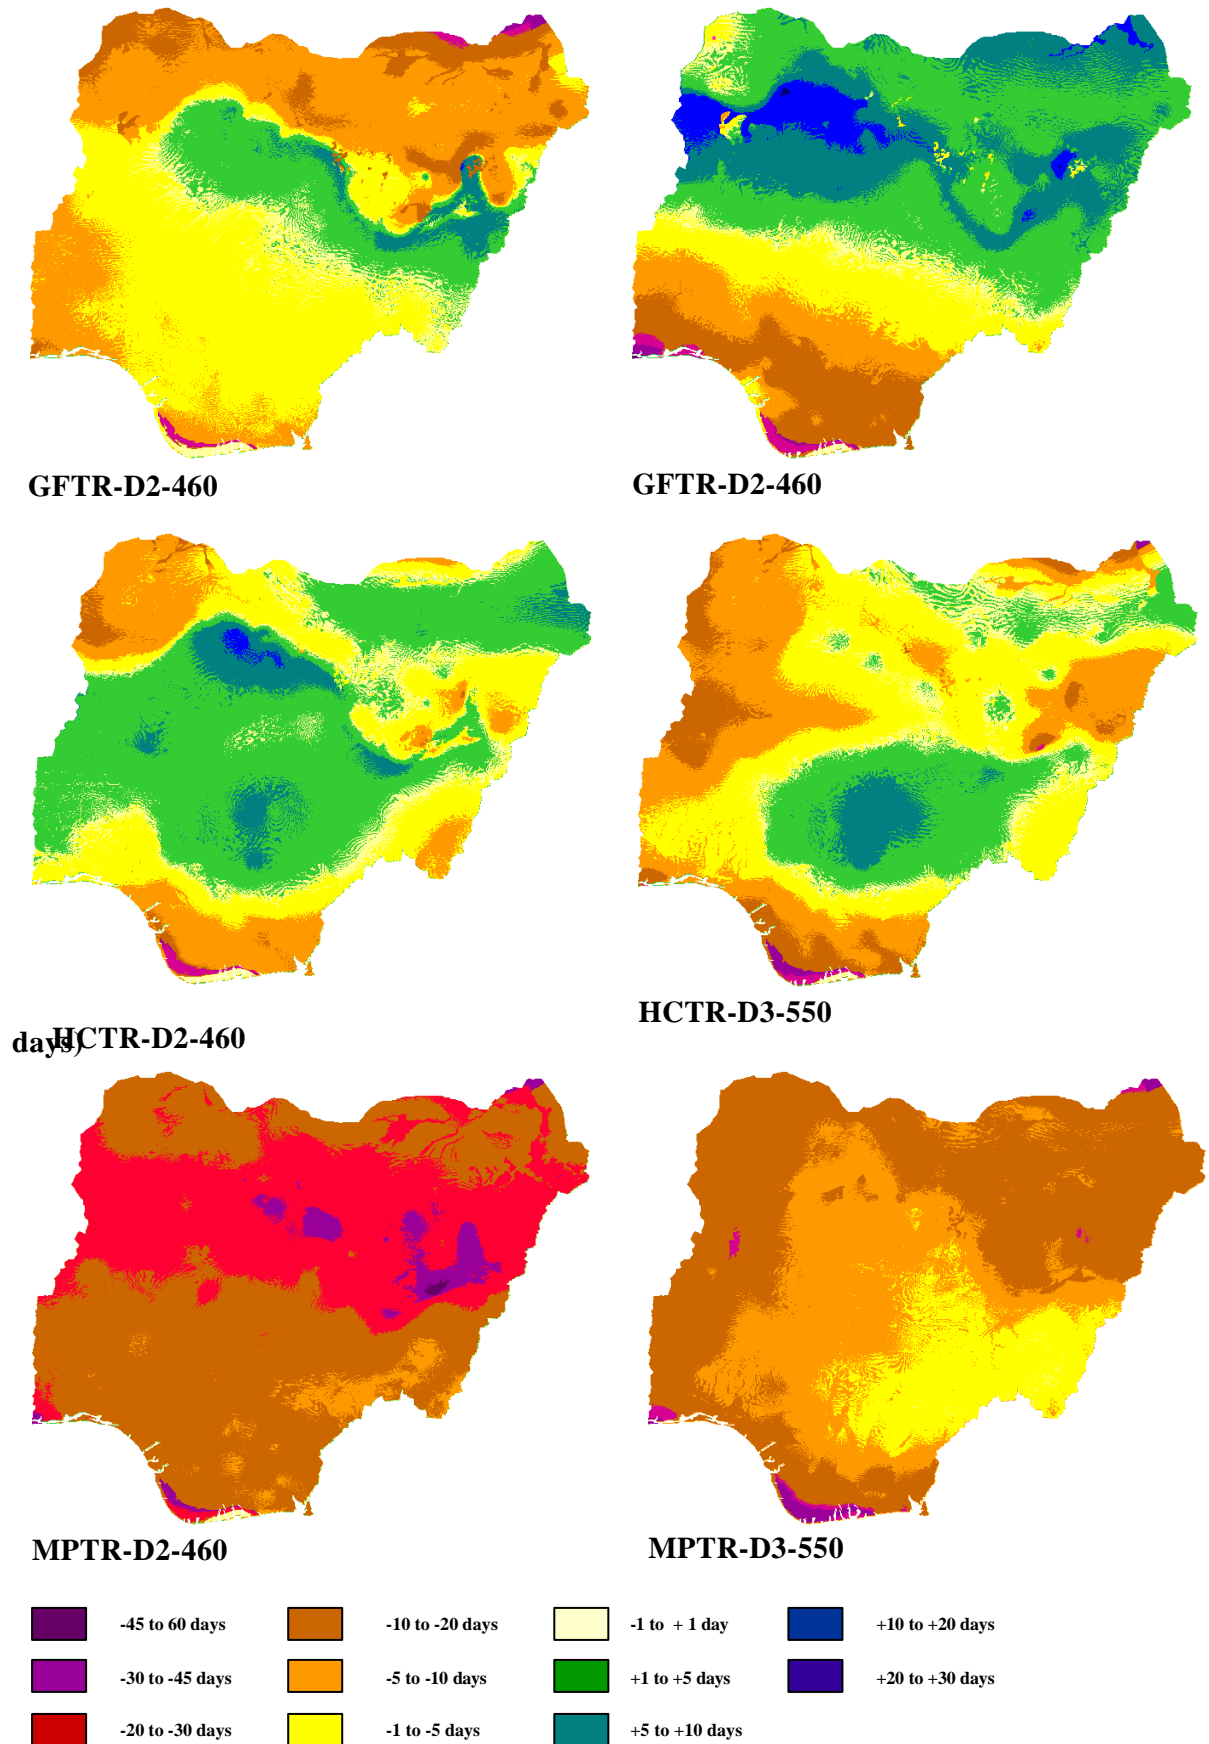 GFTR-D2-460 GFTR-D2-460
HCTR-D3-550
days)
HCTR-D2-460
MPTR-D2-460 MPTR-D3-550
-45 to 60 days -10 to -20 days -1 to + 1 day +10 to +20 days
-30 to -45 days -5 to -10 days +1 to +5 days +20 to +30 days
-20 to -30 days -1 to -5 days +5 to +10 days